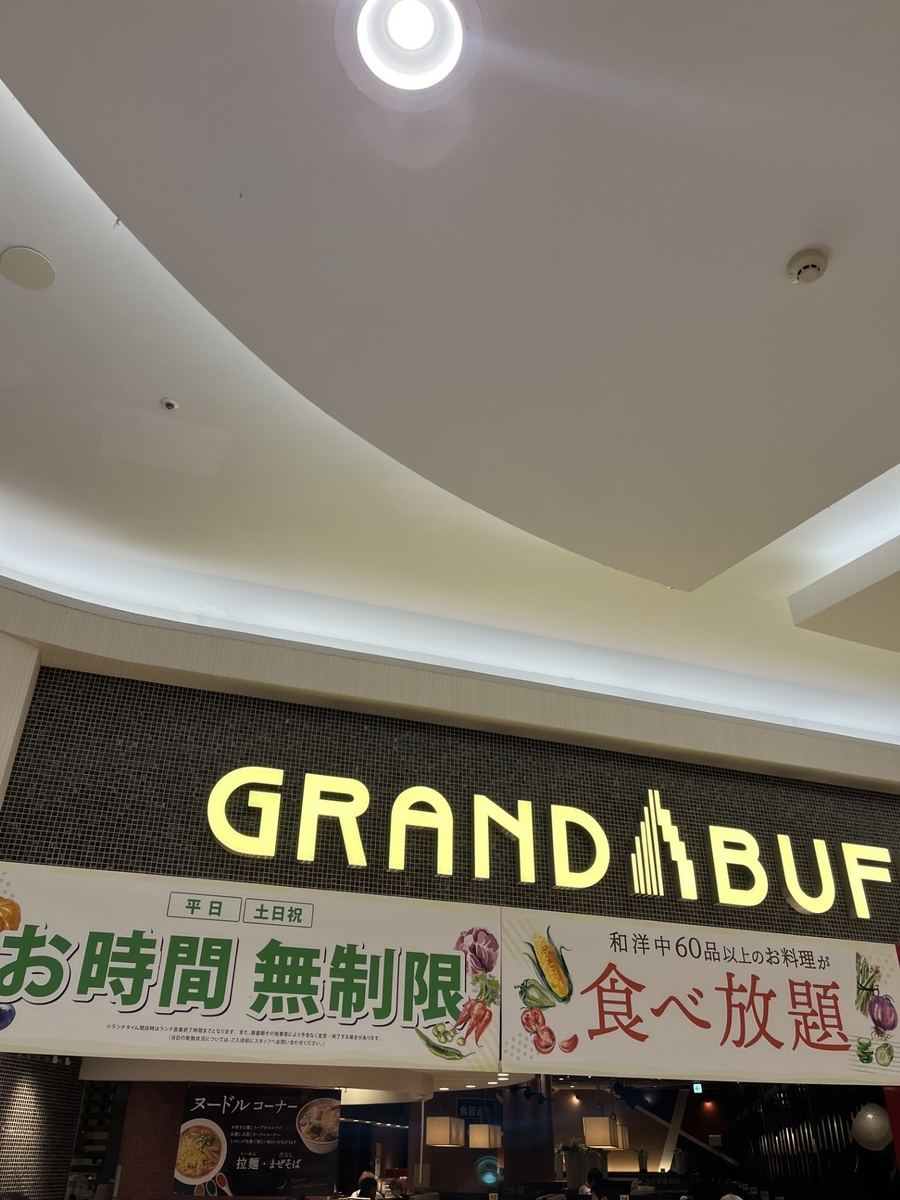 GRAND BUF
平日 土日祝
お時間 無制限
和洋中60品以上のお料理が
食べ放題
ヌードルコーナー
拉麺・まぜそば